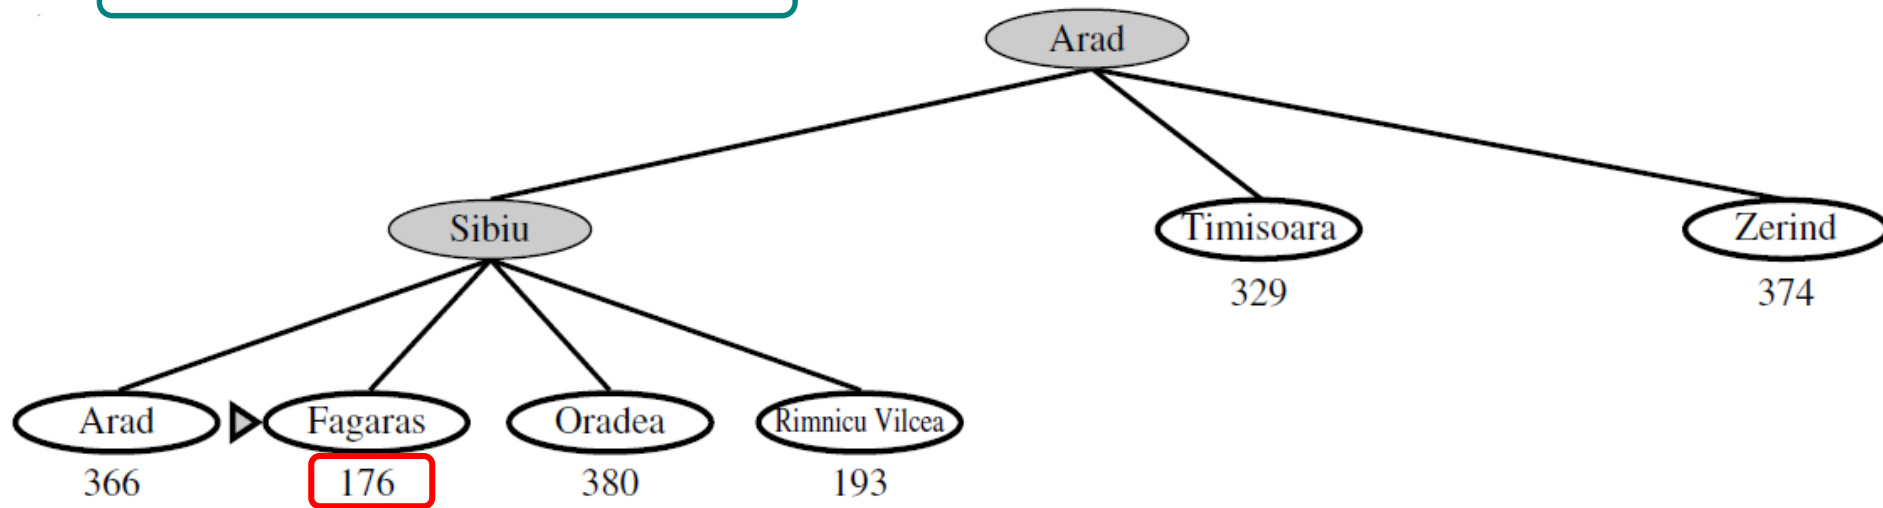 Arad
Sibiu
Timisoara
Zerind
329
374
Arad
Fagaras
Oradea
Rimnicu Vilcea
366
176
380
193